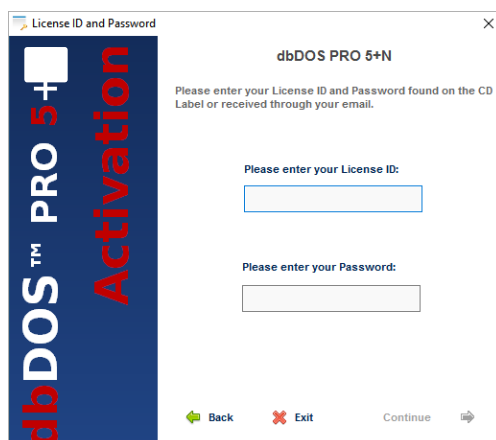 License ID and Password
dbDOS™ PRO 5+
Activation
dbDOS PRO 5+N
Please enter your License ID and Password found on the CD
Label or received through your email.
Please enter your License ID:
Please enter your Password:
Back
Exit
Continue